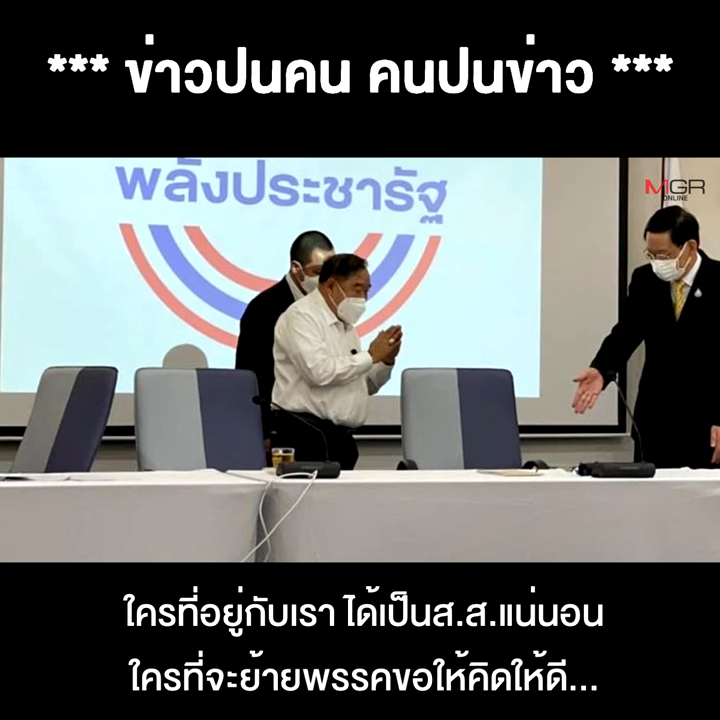 *** ข่าวปนคน คนปนข่าว ***
พลังประชารัฐ
MGR
ONLINE
ใครที่อยู่กับเรา ได้เป็นส.ส.แน่นอน
ใครที่จะย้ายพรรคขอให้คิดให้ดี...